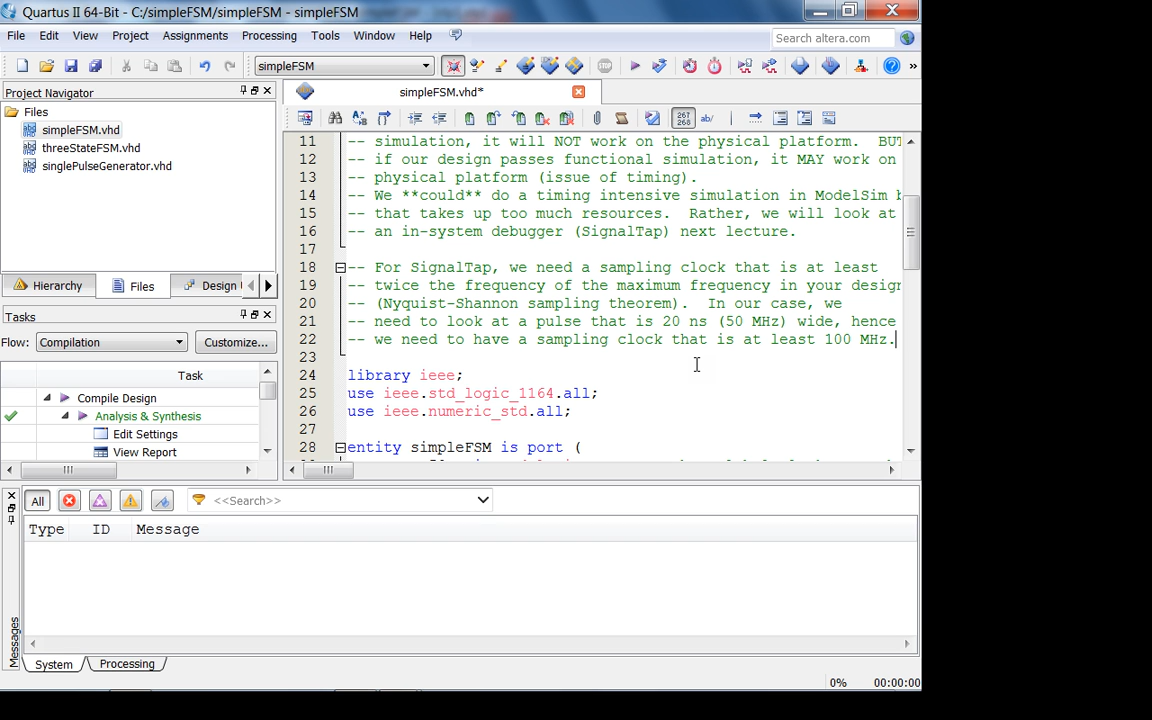 Quartus II 64-Bit - C:/simpleFSM/simpleFSM - simpleFSM
File Edit View Project Assignments Processing Tools Window Help
Search altera.com
simpleFSM
Project Navigator
Files
simpleFSM.vhd
threeStateFSM.vhd
singlePulseGenerator.vhd
Hierarchy Files Design
Tasks
Flow: Compilation Customize...
Task
Compile Design
Analysis & Synthesis
Edit Settings
View Report
simpleFSM.vhd*
267
268
ab/
11 -- simulation, it will NOT work on the physical platform. BUT
12 -- if our design passes functional simulation, it MAY work on
13 -- physical platform (issue of timing).
14 -- We **could** do a timing intensive simulation in ModelSim b
15 -- that takes up too much resources. Rather, we will look at
16 -- an in-system debugger (SignalTap) next lecture.
17
18 -- For SignalTap, we need a sampling clock that is at least
19 -- twice the frequency of the maximum frequency in your design
20 -- (Nyquist-Shannon sampling theorem). In our case, we
21 -- need to look at a pulse that is 20 ns (50 MHz) wide, hence
22 -- we need to have a sampling clock that is at least 100 MHz.
23
24 library ieee;
25 use ieee.std_logic_1164.all;
26 use ieee.numeric_std.all;
27
28 entity simpleFSM is port (
All <<Search>>
Type ID Message
Messages
System Processing
0% 00:00:00